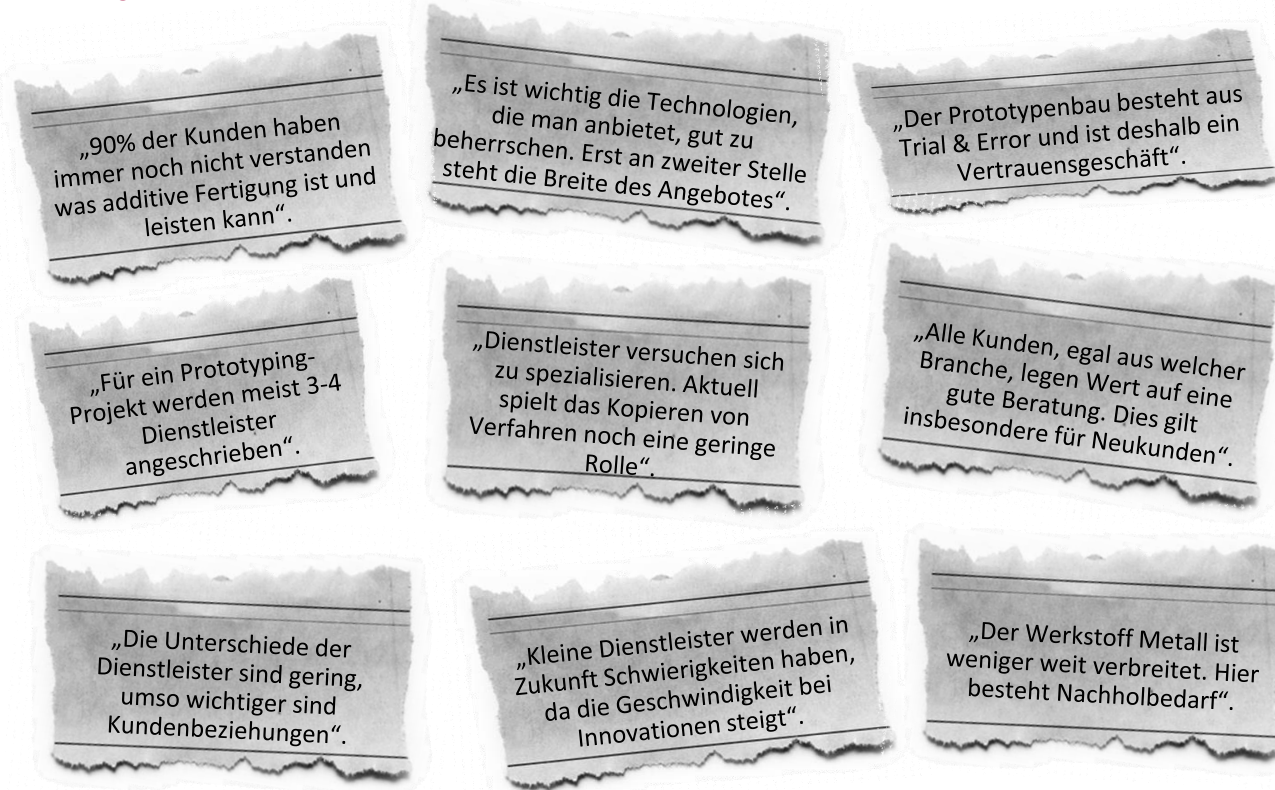 „90% der Kunden haben
immer noch nicht verstanden
was additive Fertigung ist und
leisten kann“.
„Es ist wichtig die Technologien,
die man anbietet, gut zu
beherrschen. Erst an zweiter Stelle
steht die Breite des Angebotes“.
„Der Prototypenbau besteht aus
Trial & Error und ist deshalb ein
Vertrauensgeschäft“.
„Für ein Prototyping-
Projekt werden meist 3-4
Dienstleister
angeschrieben“.
„Dienstleister versuchen sich
zu spezialisieren. Aktuell
spielt das Kopieren von
Verfahren noch eine geringe
Rolle“.
„Alle Kunden, egal aus welcher
Branche, legen Wert auf eine
gute Beratung. Dies gilt
insbesondere für Neukunden“.
„Die Unterschiede der
Dienstleister sind gering,
umso wichtiger sind
Kundenbeziehungen“.
„Kleine Dienstleister werden in
Zukunft Schwierigkeiten haben,
da die Geschwindigkeit bei
Innovationen steigt“.
„Der Werkstoff Metall ist
weniger weit verbreitet. Hier
besteht Nachholbedarf“.